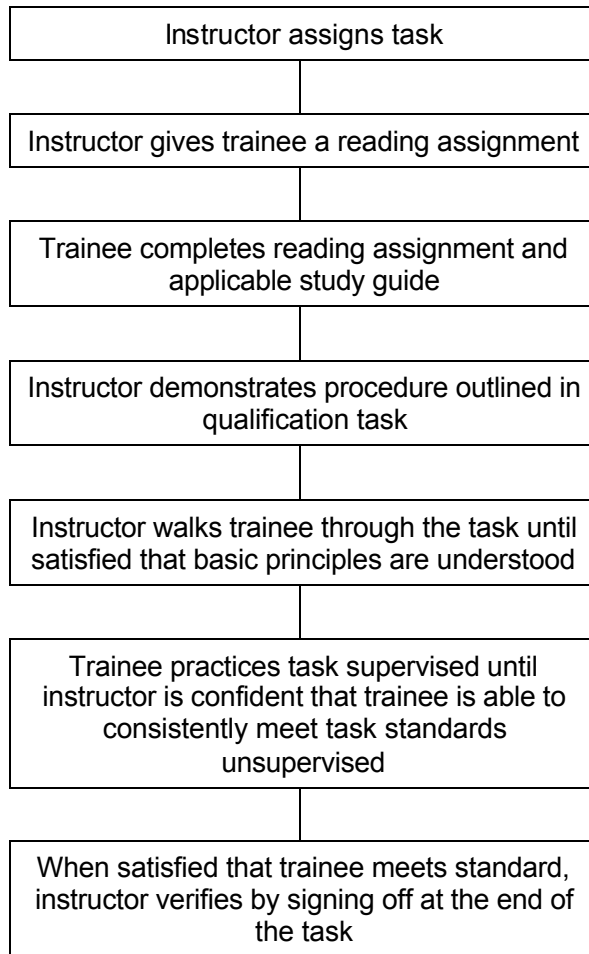 Instructor assigns task
Instructor gives trainee a reading assignment
Trainee completes reading assignment and
applicable study guide
Instructor demonstrates procedure outlined in
qualification task
Instructor walks trainee through the task until
satisfied that basic principles are understood
Trainee practices task supervised until
instructor is confident that trainee is able to
consistently meet task standards
unsupervised
When satisfied that trainee meets standard,
instructor verifies by signing off at the end of
the task